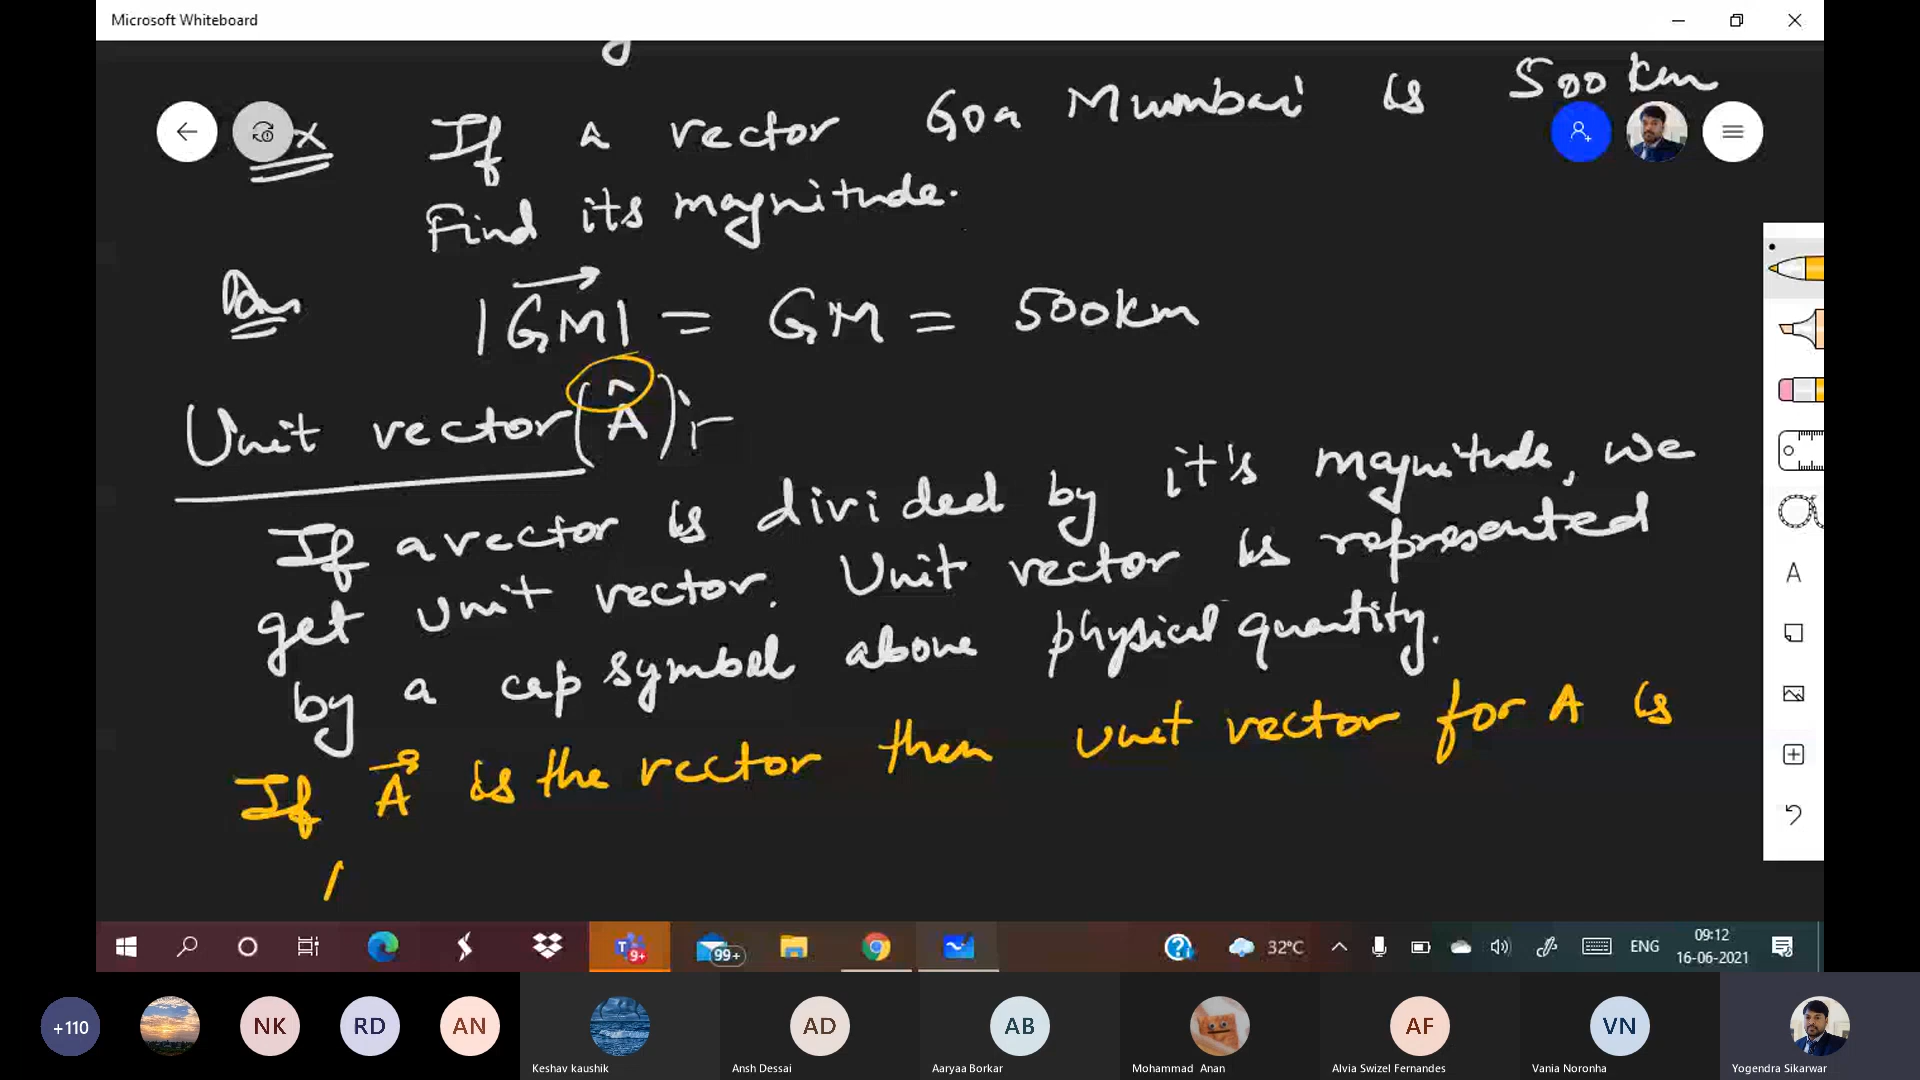 Microsoft Whiteboard
Ex If a vector Goa Mumbai is 500 km
Find its magnitude.
Ans |GM| = GM = 500km
Unit vector (Â) :-
If a vector is divided by it's magnitude, we
get unit vector. Unit vector is represented
by a cap symbol above physical quantity.
If A⃗ is the vector then unit vector for A is
A
9+
99+
32°C
ENG
09:12
16-06-2021
+110
NK
RD
AN
Keshav kaushik
AD
Ansh Dessai
AB
Aaryaa Borkar
Mohammad Anan
AF
Alvia Swizel Fernandes
VN
Vania Noronha
Yogendra Sikarwar